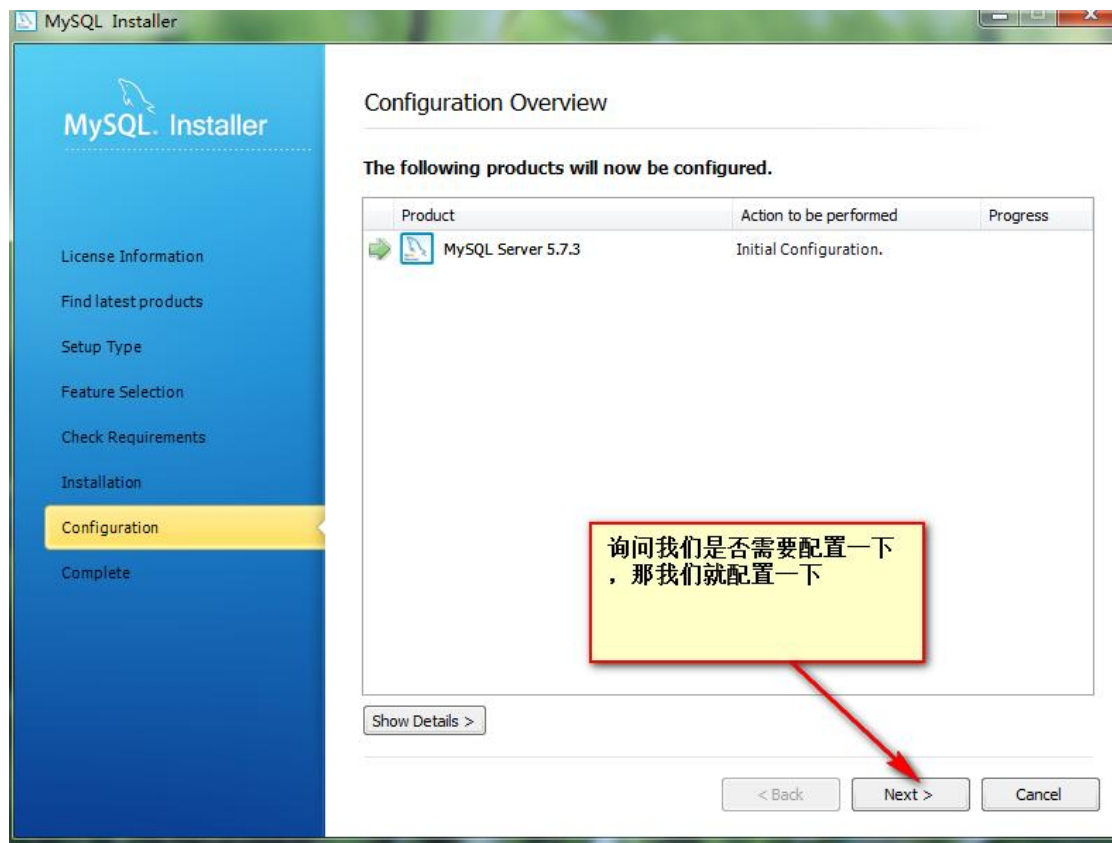 MySQL Installer
MySQL. Installer
License Information
Find latest products
Setup Type
Feature Selection
Check Requirements
Installation
Configuration
Complete
Configuration Overview
The following products will now be configured.
Product Action to be performed Progress
MySQL Server 5.7.3 Initial Configuration.
询问我们是否需要配置一下
，那我们就配置一下
Show Details >
< Back Next > Cancel